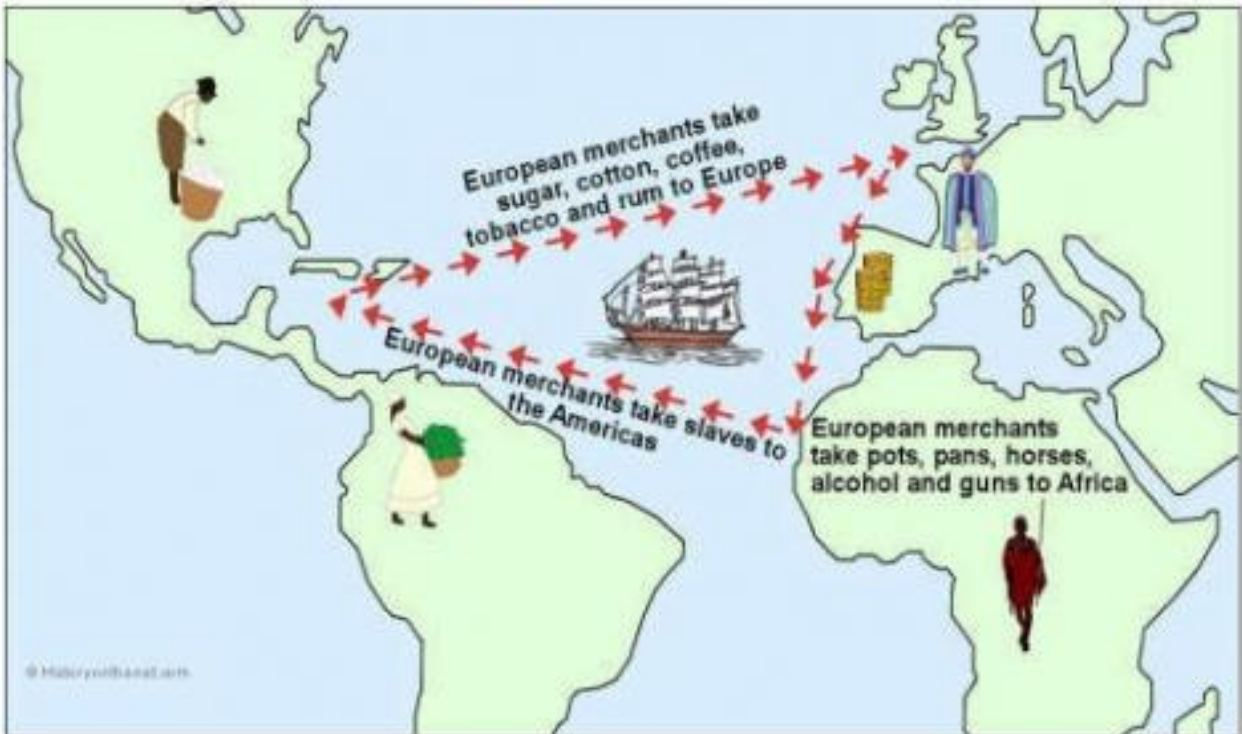 European merchants take
sugar, cotton, coffee,
tobacco and rum to Europe
European merchants take slaves to
the Americas
European merchants
take pots, pans, horses,
alcohol and guns to Africa